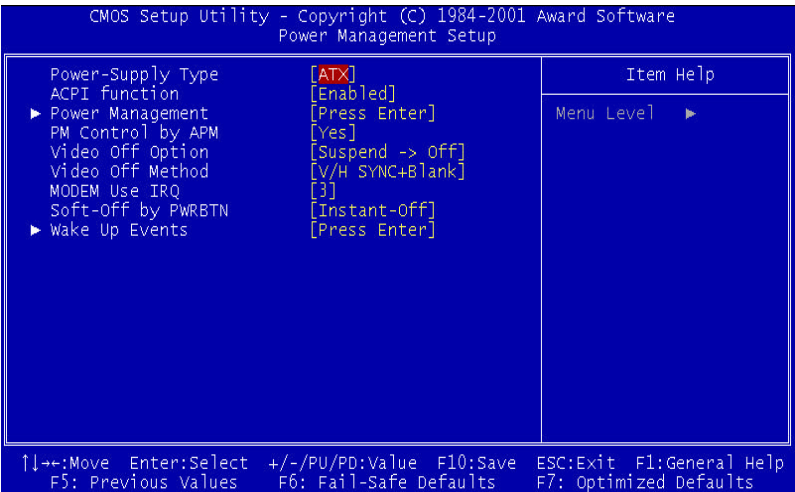 CMOS Setup Utility - Copyright (C) 1984-2001 Award Software
Power Management Setup
Power-Supply Type [ATX]
ACPI function [Enabled]
► Power Management [Press Enter]
PM Control by APM [Yes]
Video Off Option [Suspend -> Off]
Video Off Method [V/H SYNC+Blank]
MODEM Use IRQ [3]
Soft-Off by PWRBTN [Instant-Off]
► Wake Up Events [Press Enter]
Item Help
Menu Level ►
↑↓→←:Move Enter:Select +/-/PU/PD:Value F10:Save ESC:Exit F1:General Help
F5: Previous Values F6: Fail-Safe Defaults F7: Optimized Defaults